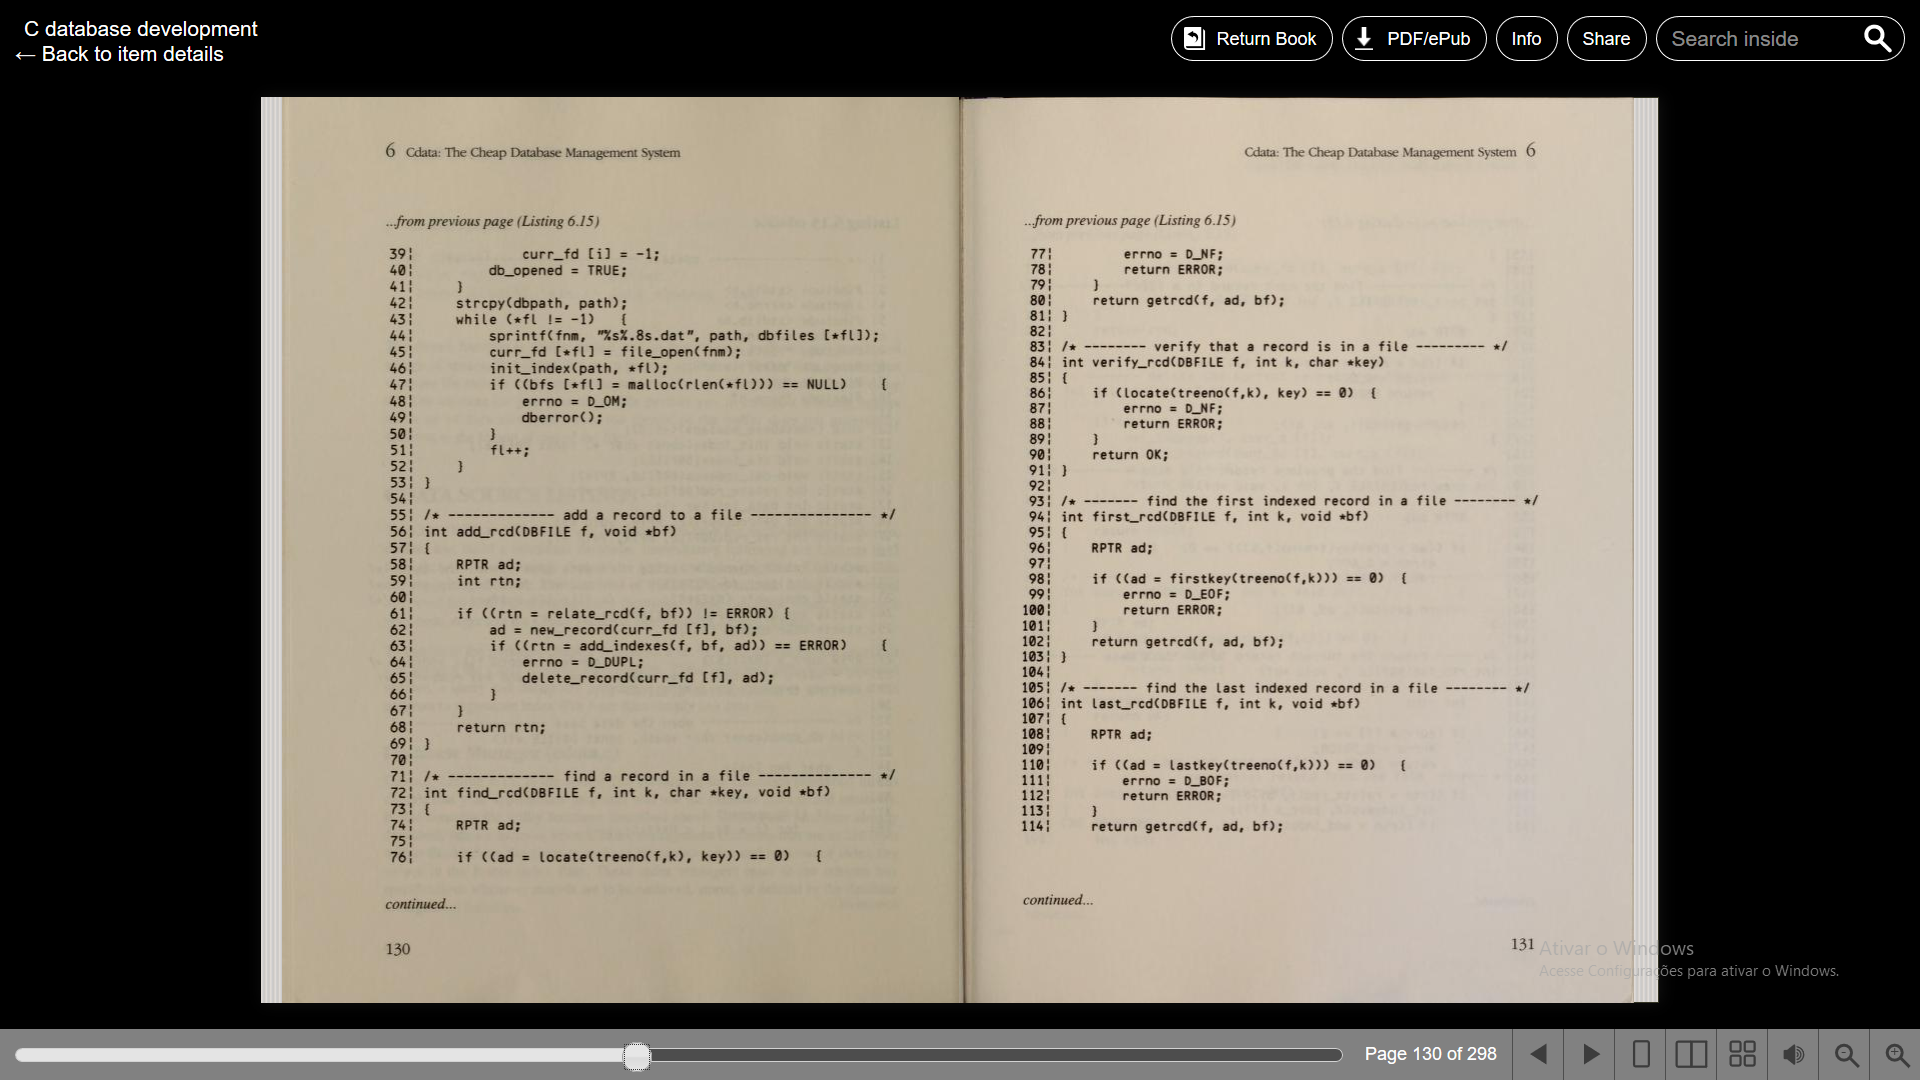 C database development
← Back to item details
Return Book
PDF/ePub
Info
Share
Search inside
6 Cdata: The Cheap Database Management System
...from previous page (Listing 6.15)
39¦ curr_fd [i] = -1;
40¦ db_opened = TRUE;
41¦ }
42¦ strcpy(dbpath, path);
43¦ while (*fl != -1) {
44¦ sprintf(fnm, "%s%.8s.dat", path, dbfiles [*fl]);
45¦ curr_fd [*fl] = file_open(fnm);
46¦ init_index(path, *fl);
47¦ if ((bfs [*fl] = malloc(rlen(*fl))) == NULL) {
48¦ errno = D_OM;
49¦ dberror();
50¦ }
51¦ fl++;
52¦ }
53¦ }
54¦
55¦ /* ------------- add a record to a file --------------- */
56¦ int add_rcd(DBFILE f, void *bf)
57¦ {
58¦ RPTR ad;
59¦ int rtn;
60¦
61¦ if ((rtn = relate_rcd(f, bf)) != ERROR) {
62¦ ad = new_record(curr_fd [f], bf);
63¦ if ((rtn = add_indexes(f, bf, ad)) == ERROR) {
64¦ errno = D_DUPL;
65¦ delete_record(curr_fd [f], ad);
66¦ }
67¦ }
68¦ return rtn;
69¦ }
70¦
71¦ /* ------------- find a record in a file -------------- */
72¦ int find_rcd(DBFILE f, int k, char *key, void *bf)
73¦ {
74¦ RPTR ad;
75¦
76¦ if ((ad = locate(treeno(f,k), key)) == 0) {
continued...
130
Cdata: The Cheap Database Management System 6
...from previous page (Listing 6.15)
77¦ errno = D_NF;
78¦ return ERROR;
79¦ }
80¦ return getrcd(f, ad, bf);
81¦ }
82¦
83¦ /* -------- verify that a record is in a file --------- */
84¦ int verify_rcd(DBFILE f, int k, char *key)
85¦ {
86¦ if (locate(treeno(f,k), key) == 0) {
87¦ errno = D_NF;
88¦ return ERROR;
89¦ }
90¦ return OK;
91¦ }
92¦
93¦ /* ------- find the first indexed record in a file -------- */
94¦ int first_rcd(DBFILE f, int k, void *bf)
95¦ {
96¦ RPTR ad;
97¦
98¦ if ((ad = firstkey(treeno(f,k))) == 0) {
99¦ errno = D_EOF;
100¦ return ERROR;
101¦ }
102¦ return getrcd(f, ad, bf);
103¦ }
104¦
105¦ /* ------- find the last indexed record in a file -------- */
106¦ int last_rcd(DBFILE f, int k, void *bf)
107¦ {
108¦ RPTR ad;
109¦
110¦ if ((ad = lastkey(treeno(f,k))) == 0) {
111¦ errno = D_BOF;
112¦ return ERROR;
113¦ }
114¦ return getrcd(f, ad, bf);
continued...
131
Ativar o Windows
Acesse Configurações para ativar o Windows.
Page 130 of 298